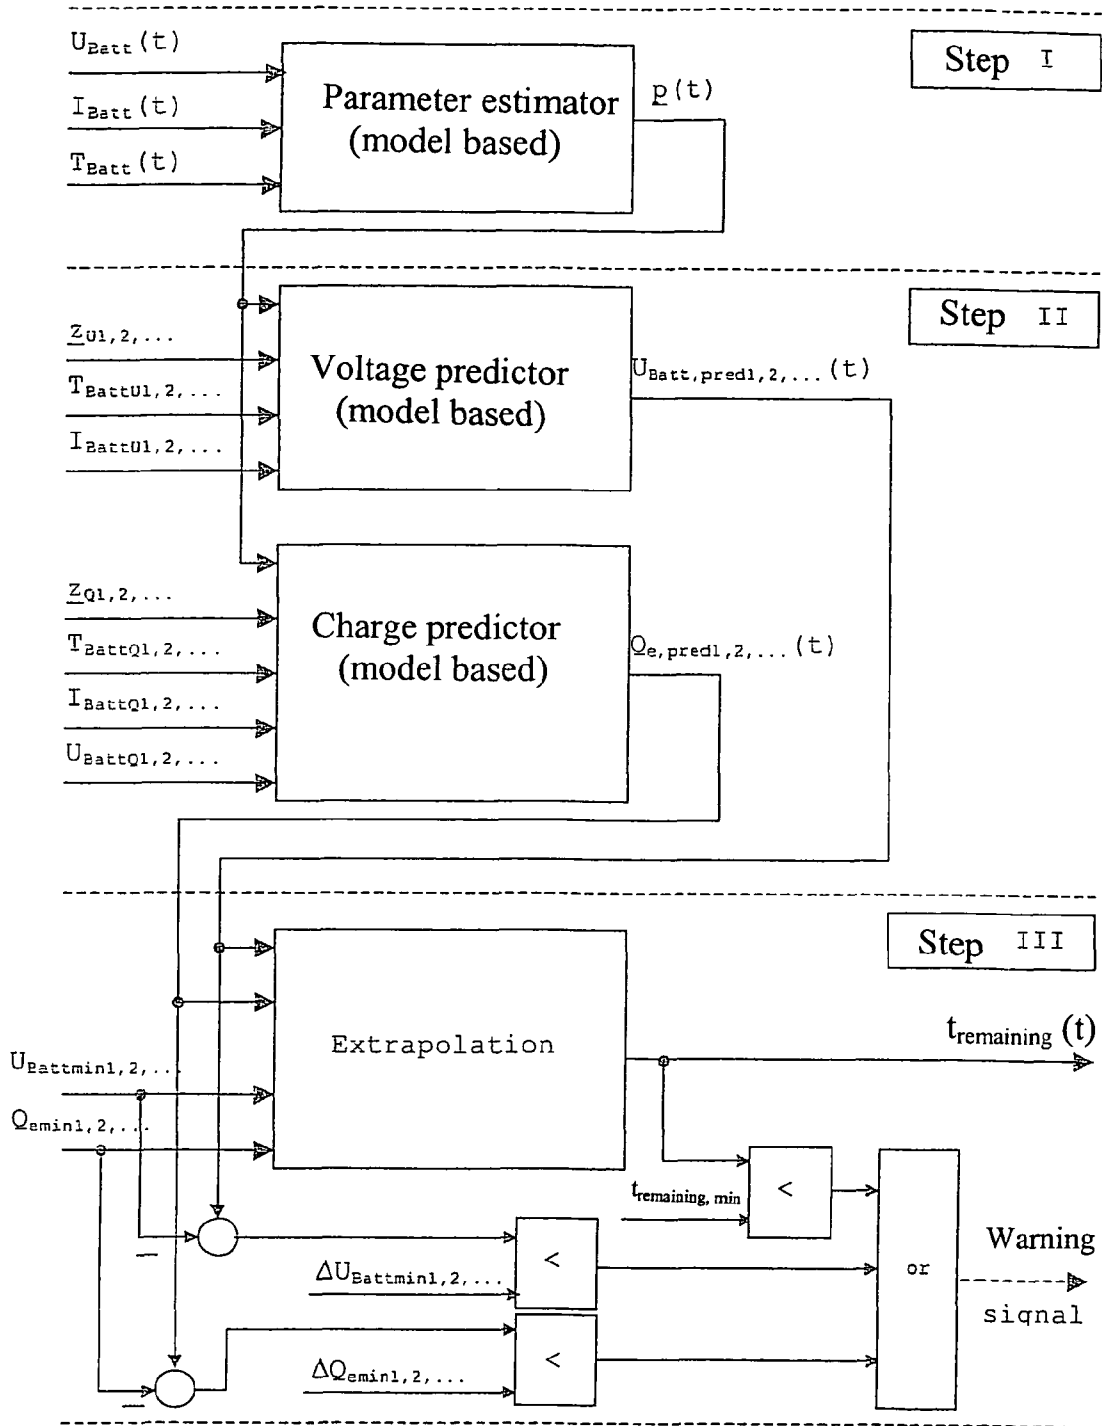 U_Batt(t)
Step I
I_Batt(t)
Parameter estimator
(model based)
p(t)
T_Batt(t)
Step II
z_U1,2,...
T_BattU1,2,...
I_BattU1,2,...
Voltage predictor
(model based)
U_Batt,pred1,2,...(t)
z_Q1,2,...
T_BattQ1,2,...
I_BattQ1,2,...
U_BattQ1,2,...
Charge predictor
(model based)
Q_e,pred1,2,...(t)
Step III
Extrapolation
t_remaining (t)
U_Battmin1,2,...
Q_emin1,2,...
t_remaining, min
<
−
ΔU_Battmin1,2,...
<
or
Warning
signal
−
ΔQ_emin1,2,...
<